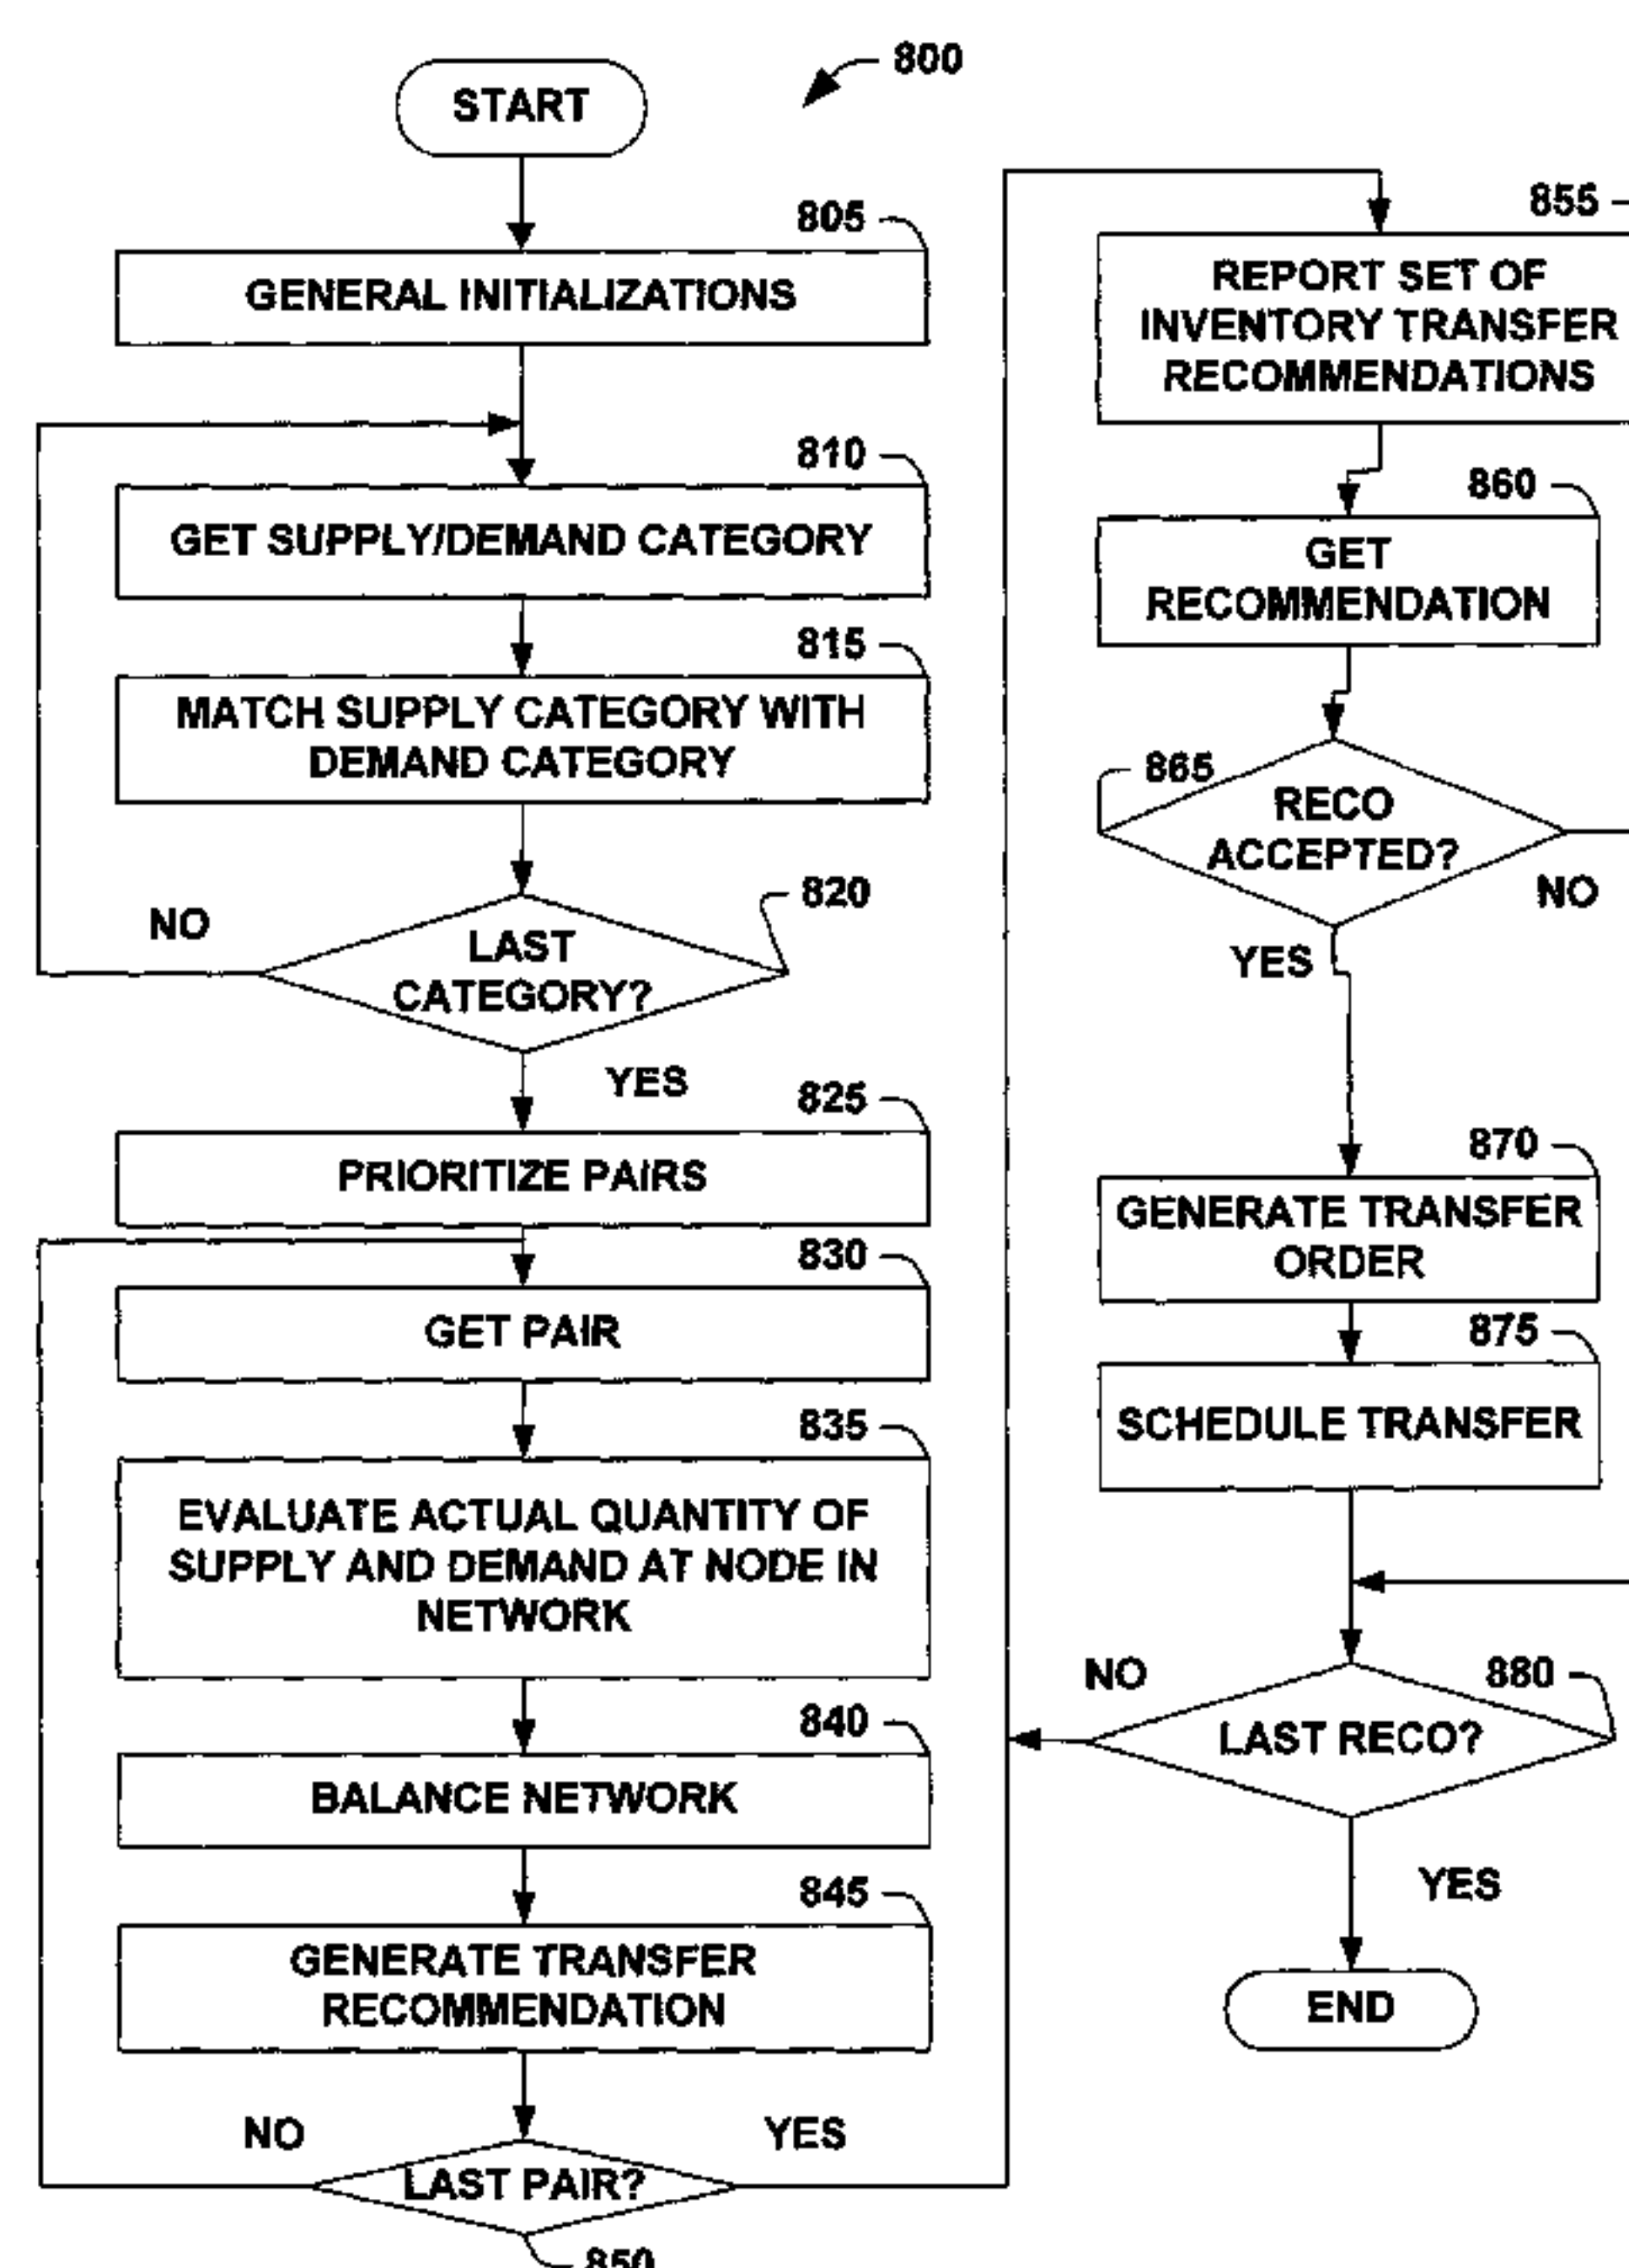 800
START
805
GENERAL INITIALIZATIONS
810
GET SUPPLY/DEMAND CATEGORY
815
MATCH SUPPLY CATEGORY WITH
DEMAND CATEGORY
820
NO
LAST
CATEGORY?
YES
825
PRIORITIZE PAIRS
830
GET PAIR
835
EVALUATE ACTUAL QUANTITY OF
SUPPLY AND DEMAND AT NODE IN
NETWORK
840
BALANCE NETWORK
845
GENERATE TRANSFER
RECOMMENDATION
NO
YES
LAST PAIR?
850
855
REPORT SET OF
INVENTORY TRANSFER
RECOMMENDATIONS
860
GET
RECOMMENDATION
865
RECO
ACCEPTED?
NO
YES
870
GENERATE TRANSFER
ORDER
875
SCHEDULE TRANSFER
NO
880
LAST RECO?
YES
END